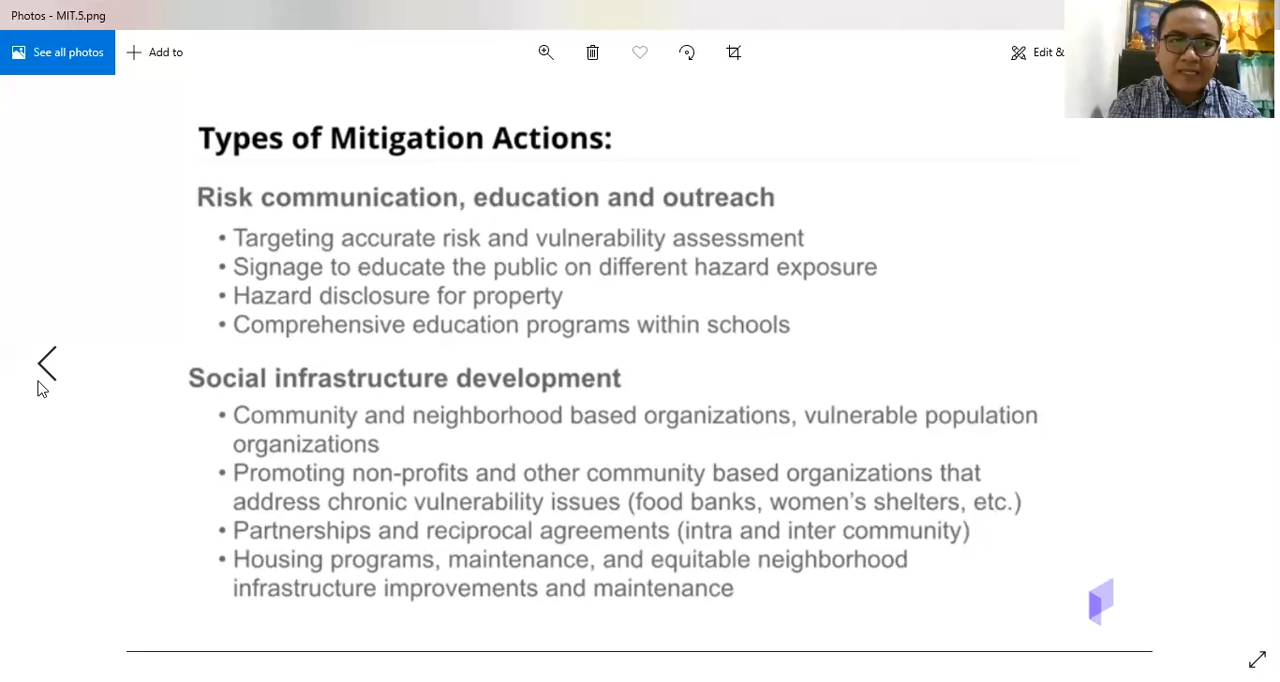 Photos - MIT.5.png
See all photos
Add to
Edit &
Types of Mitigation Actions:
Risk communication, education and outreach
• Targeting accurate risk and vulnerability assessment
• Signage to educate the public on different hazard exposure
• Hazard disclosure for property
• Comprehensive education programs within schools
Social infrastructure development
• Community and neighborhood based organizations, vulnerable population
organizations
• Promoting non-profits and other community based organizations that
address chronic vulnerability issues (food banks, women’s shelters, etc.)
• Partnerships and reciprocal agreements (intra and inter community)
• Housing programs, maintenance, and equitable neighborhood
infrastructure improvements and maintenance